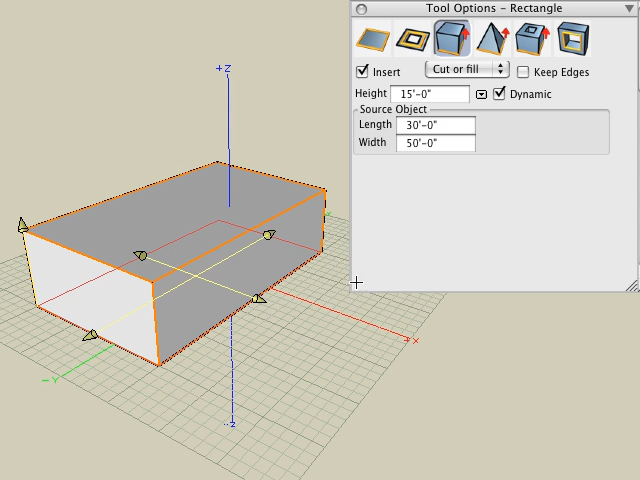 Tool Options - Rectangle
Insert
Cut or fill
Keep Edges
Height
15'-0"
Dynamic
Source Object
Length
30'-0"
Width
50'-0"
+Z
+X
-Y
-Z